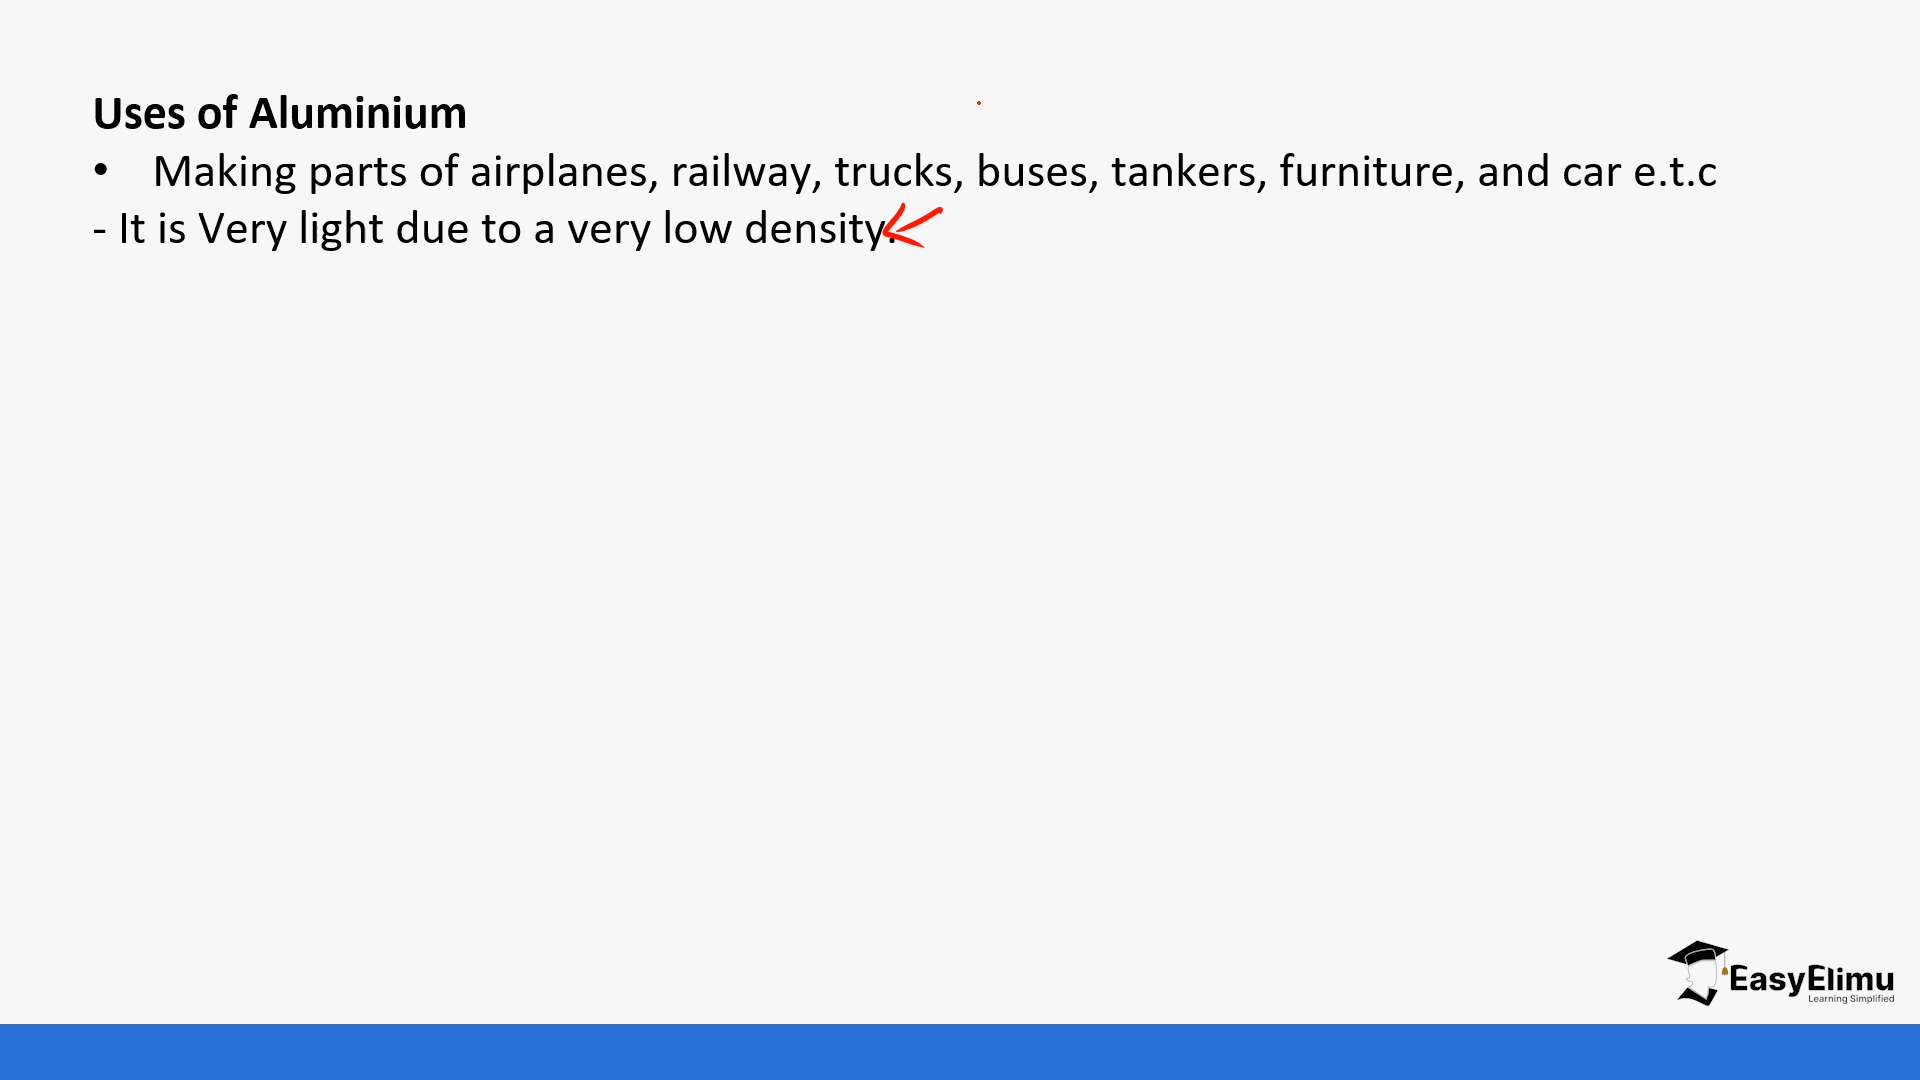 Uses of Aluminium
• Making parts of airplanes, railway, trucks, buses, tankers, furniture, and car e.t.c
- It is Very light due to a very low density.
EasyElimu
Learning Simplified